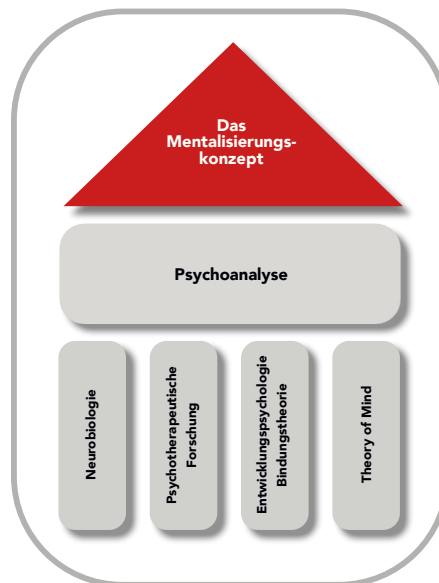 Das
Mentalisierungs-
konzept
Psychoanalyse
Neurobiologie
Psychotherapeutische
Forschung
Entwicklungspsychologie
Bindungstheorie
Theory of Mind